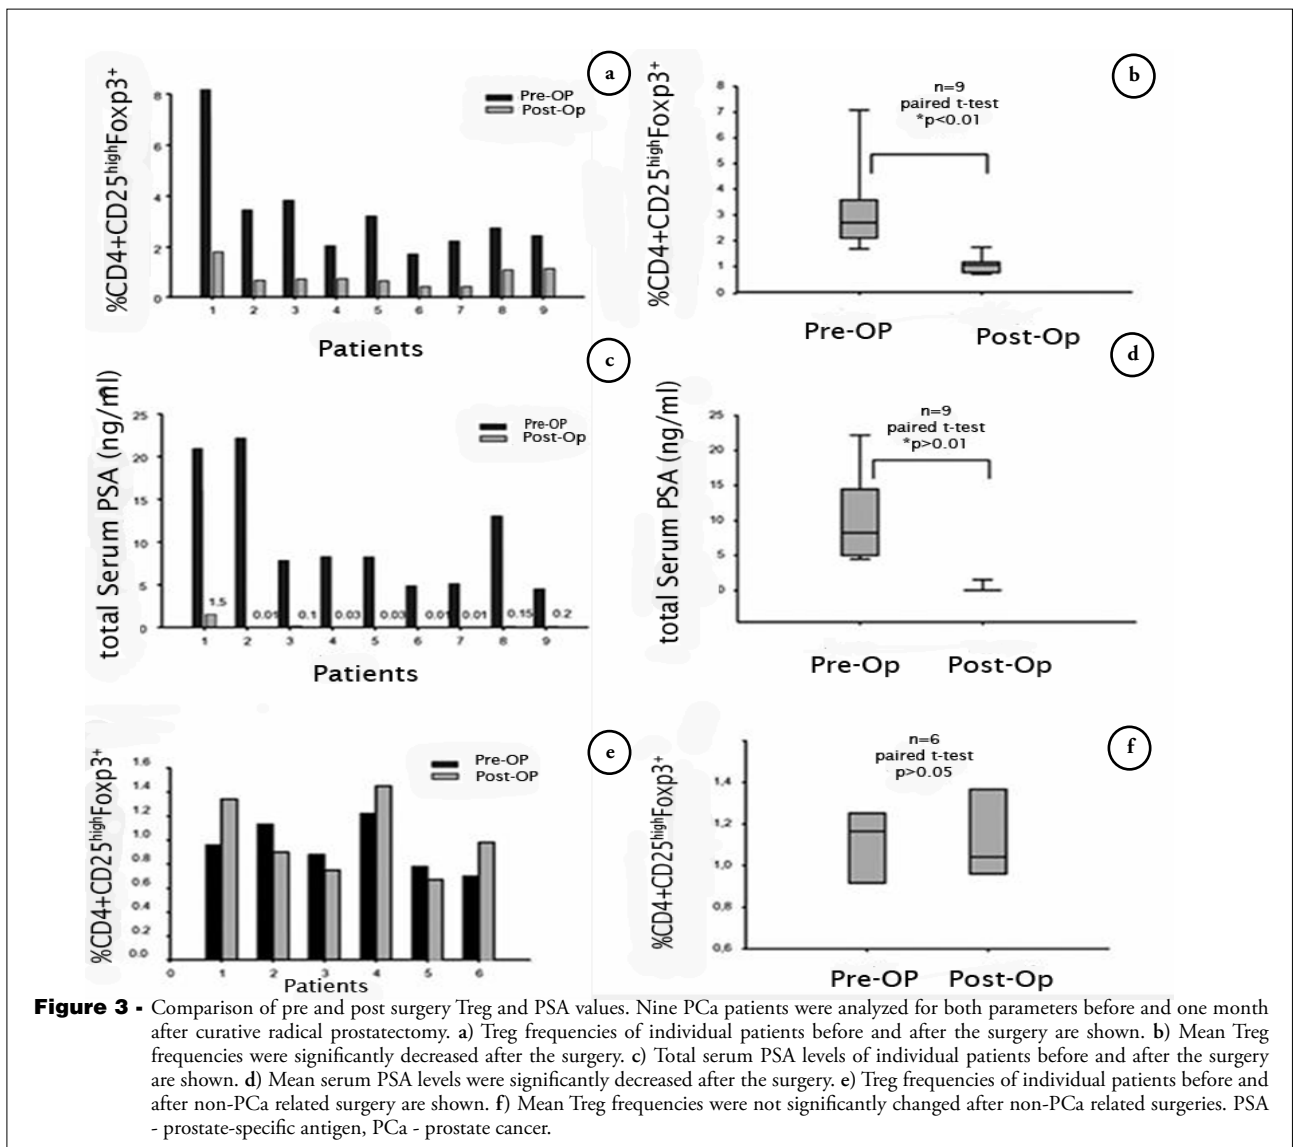 a
%CD4+CD25highFoxp3+
8
6
4
2
0
Pre-OP
Post-Op
1 2 3 4 5 6 7 8 9
Patients
b
%CD4+CD25highFoxp3+
8
7
6
5
4
3
2
1
0
n=9
paired t-test
*p<0.01
Pre-OP Post-Op
c
total Serum PSA (ng/ml)
25
20
15
10
5
0
Pre-OP
Post-Op
1.5 0.01 0.1 0.03 0.03 0.01 0.01 0.15 0.2
1 2 3 4 5 6 7 8 9
Patients
d
total Serum PSA (ng/ml)
25
20
15
10
5
0
n=9
paired t-test
*p>0.01
Pre-Op Post-Op
e
%CD4+CD25highFoxp3+
1.6
1.4
1.2
1.0
0.8
0.6
0.4
0.2
0.0
Pre-OP
Post-OP
0 1 2 3 4 5 6
Patients
f
%CD4+CD25highFoxp3+
1,4
1,2
1,0
0,8
0,6
n=6
paired t-test
p>0.05
Pre-OP Post-Op
Figure 3 - Comparison of pre and post surgery Treg and PSA values. Nine PCa patients were analyzed for both parameters before and one month
after curative radical prostatectomy. a) Treg frequencies of individual patients before and after the surgery are shown. b) Mean Treg
frequencies were significantly decreased after the surgery. c) Total serum PSA levels of individual patients before and after the surgery
are shown. d) Mean serum PSA levels were significantly decreased after the surgery. e) Treg frequencies of individual patients before and
after non-PCa related surgery are shown. f) Mean Treg frequencies were not significantly changed after non-PCa related surgeries. PSA
- prostate-specific antigen, PCa - prostate cancer.